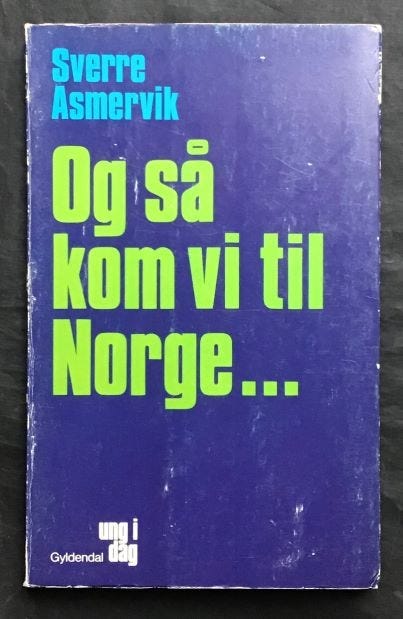 Sverre
Asmervik
Og så
kom vi til
Norge...
ung i
dag
Gyldendal